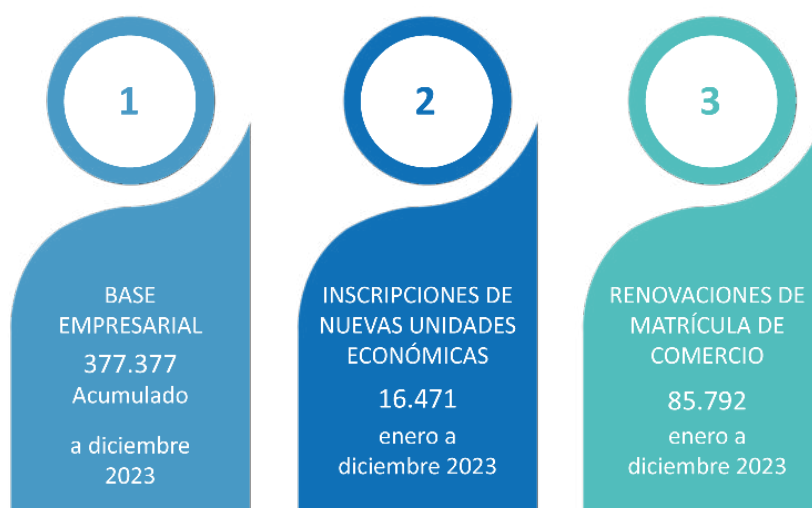 1
BASE
EMPRESARIAL
377.377
Acumulado
a diciembre
2023
2
INSCRIPCIONES DE
NUEVAS UNIDADES
ECONÓMICAS
16.471
enero a
diciembre 2023
3
RENOVACIONES DE
MATRÍCULA DE
COMERCIO
85.792
enero a
diciembre 2023